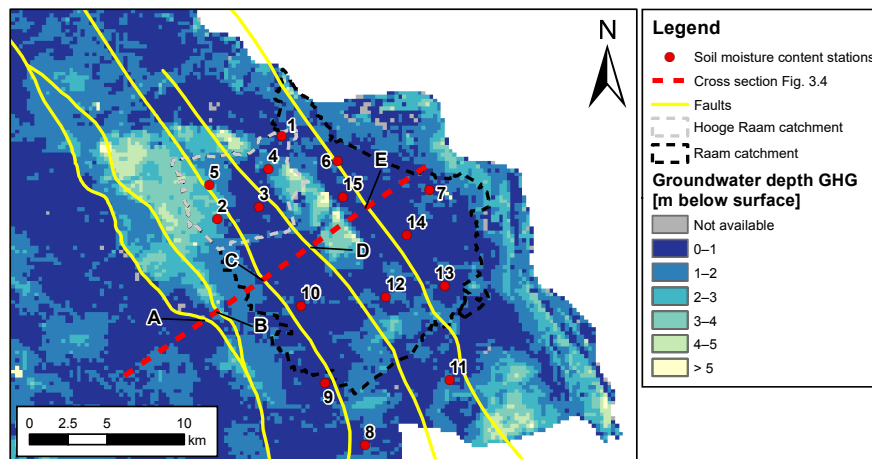 N
1
4
5
6
E
7
15
3
2
14
D
C
13
12
10
A
B
11
9
8
0 2.5 5 10
km
Legend
Soil moisture content stations
Cross section Fig. 3.4
Faults
Hooge Raam catchment
Raam catchment
Groundwater depth GHG
[m below surface]
Not available
0–1
1–2
2–3
3–4
4–5
> 5